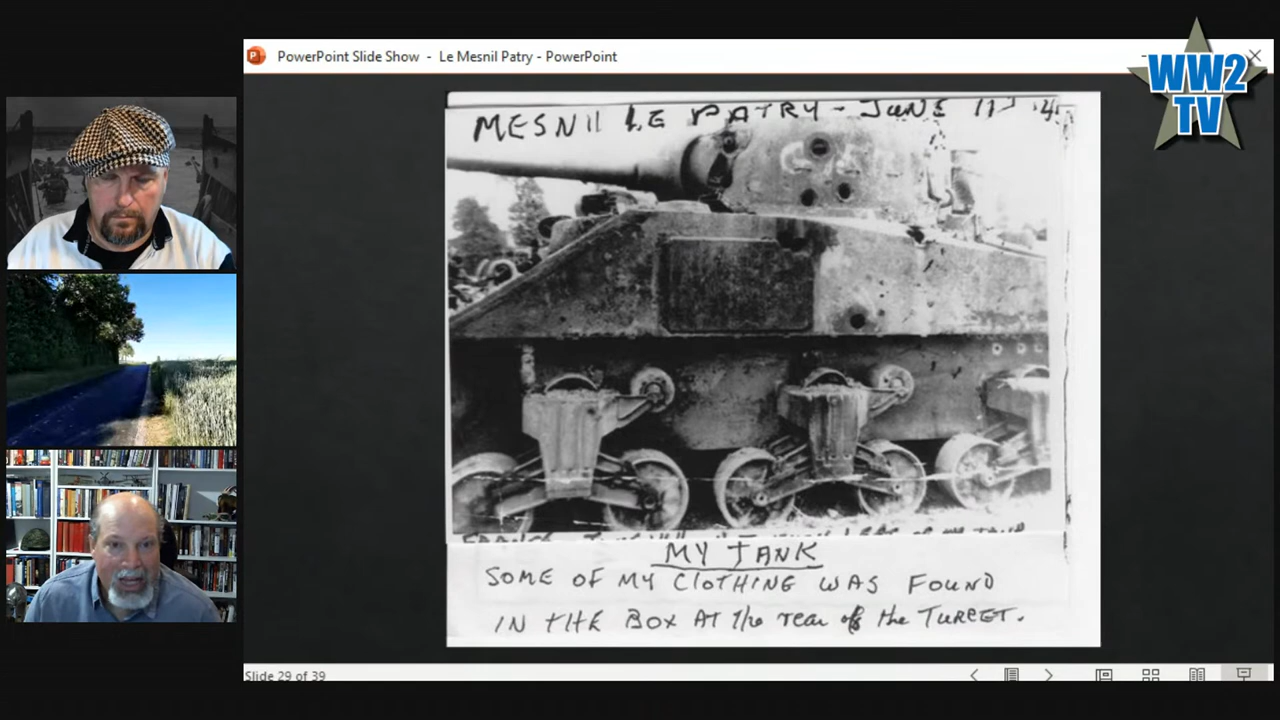 PowerPoint Slide Show - Le Mesnil Patry - PowerPoint
WW2
TV
MESNIL LE PATRY - JUNE 11
MY TANK
SOME OF MY CLOTHING WAS FOUND
IN THE BOX AT the rear of the TURRET.
Slide 29 of 39